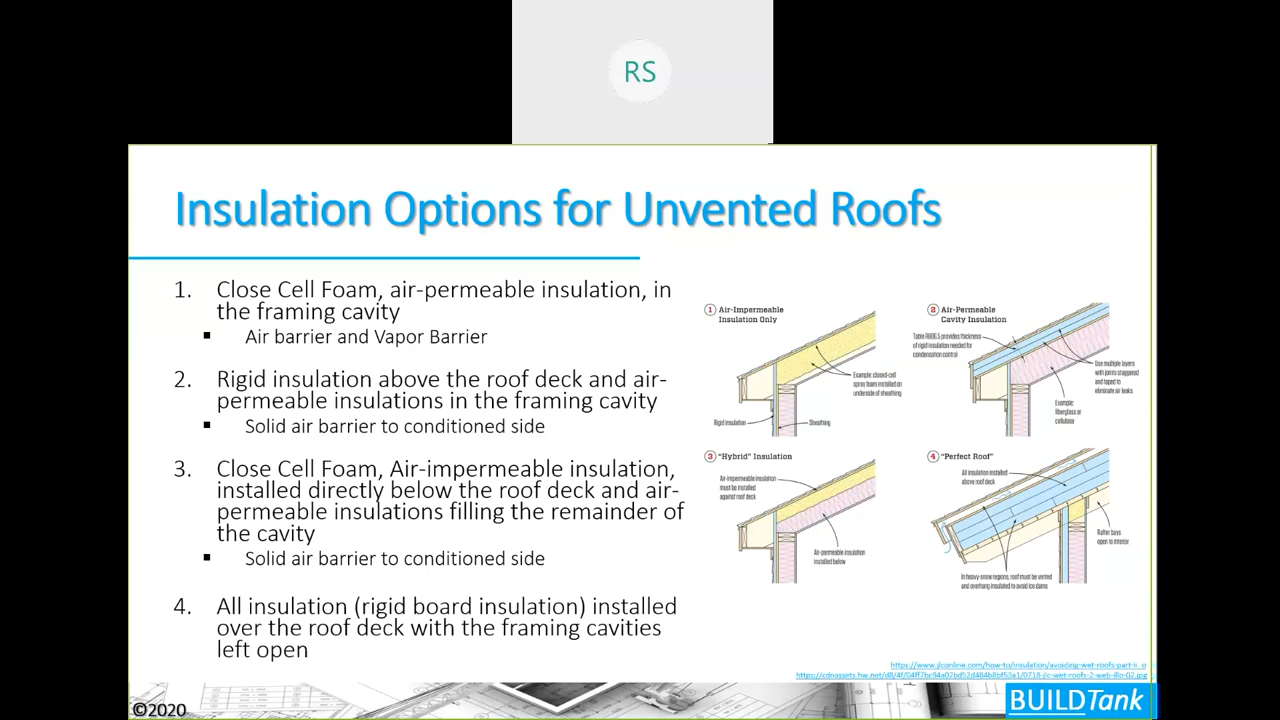 RS
Insulation Options for Unvented Roofs
1. Close Cell Foam, air-permeable insulation, in
the framing cavity
▪ Air barrier and Vapor Barrier
2. Rigid insulation above the roof deck and air-
permeable insulations in the framing cavity
▪ Solid air barrier to conditioned side
3. Close Cell Foam, Air-impermeable insulation,
installed directly below the roof deck and air-
permeable insulations filling the remainder of
the cavity
▪ Solid air barrier to conditioned side
4. All insulation (rigid board insulation) installed
over the roof deck with the framing cavities
left open
1 Air-Impermeable
Insulation Only
Example: closed-cell
spray foam installed on
underside of sheathing
Rigid insulation
Sheathing
2 Air-Permeable
Cavity Insulation
Table R806.5 provides thickness
of rigid insulation needed for
condensation control
Use multiple layers
with joints staggered
and taped to
eliminate air leaks
Example:
fiberglass or
cellulose
3 "Hybrid" Insulation
Air-impermeable insulation
must be installed
against roof deck
Air-permeable insulation
installed below
4 "Perfect Roof"
All insulation installed
above roof deck
Rafter bays
open to interior
In heavy-snow regions, roof must be vented
and overhang insulated to avoid ice dams
https://www.jlconline.com/how-to/insulation/avoiding-wet-roofs-part-ii_o
https://cdnassets.hw.net/d8/4f/04ff7bc94a02bd52d484b8bf53a1/0718-jlc-wet-roofs-2-web-illo-02.jpg
©2020
BUILDTank